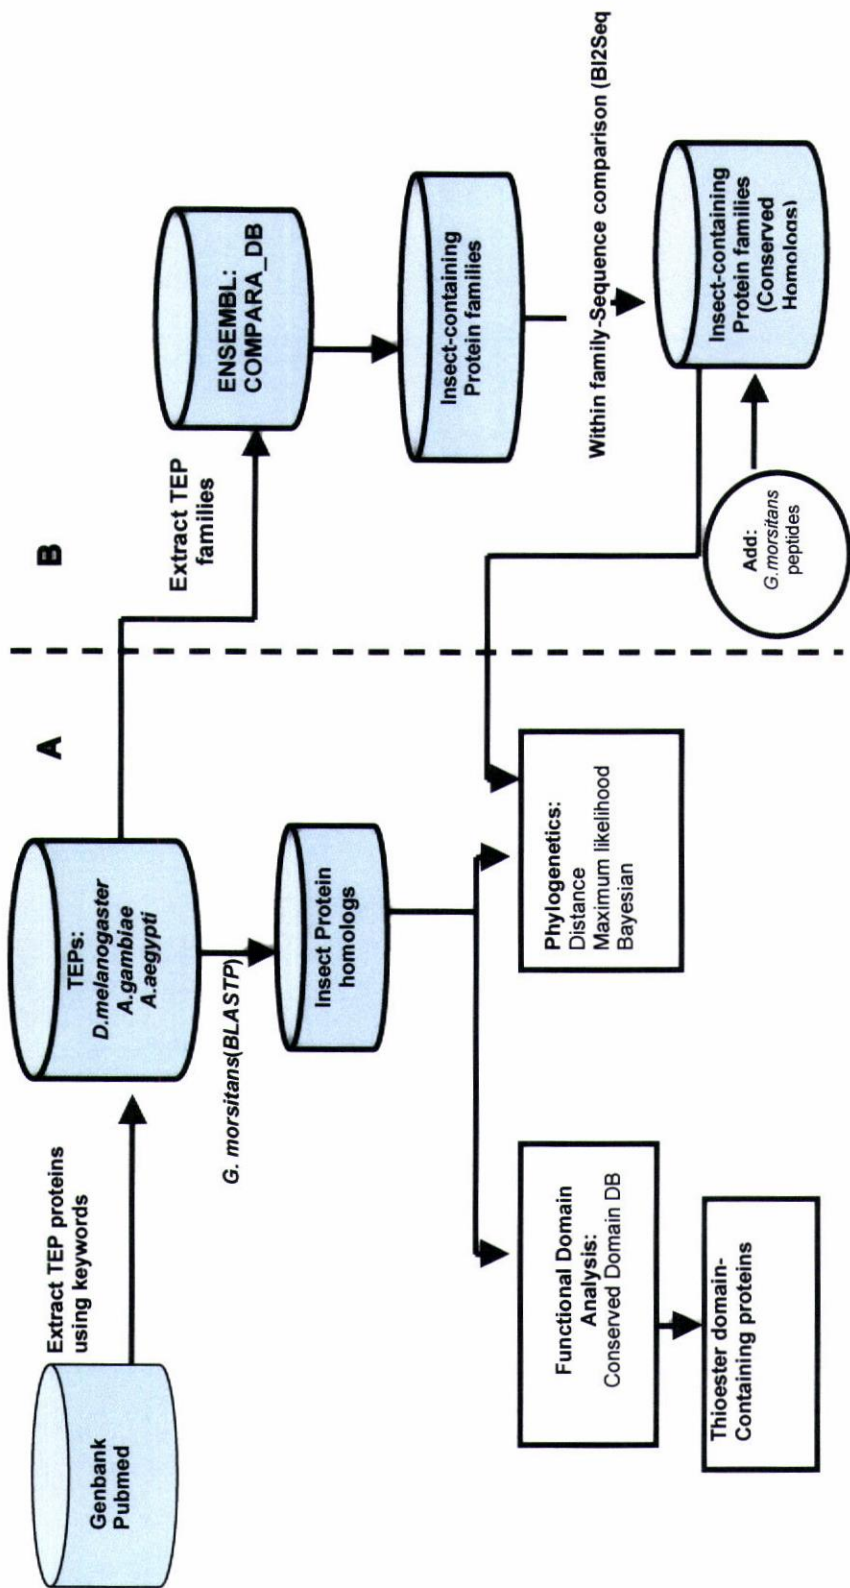 A
B
Genbank
Pubmed
Extract TEP proteins
using keywords
TEPs:
D.melanogaster
A.gambiae
A.aegypti
G. morsitans(BLASTP)
Insect Protein
homologs
Functional Domain
Analysis:
Conserved Domain DB
Thioester domain-
Containing proteins
Phylogenetics:
Distance
Maximum likelihood
Bayesian
Extract TEP
families
ENSEMBL:
COMPARA_DB
Insect-containing
Protein families
Within family-Sequence comparison (Bl2Seq
Insect-containing
Protein families
(Conserved
Homologs)
Add:
G.morsitans
peptides